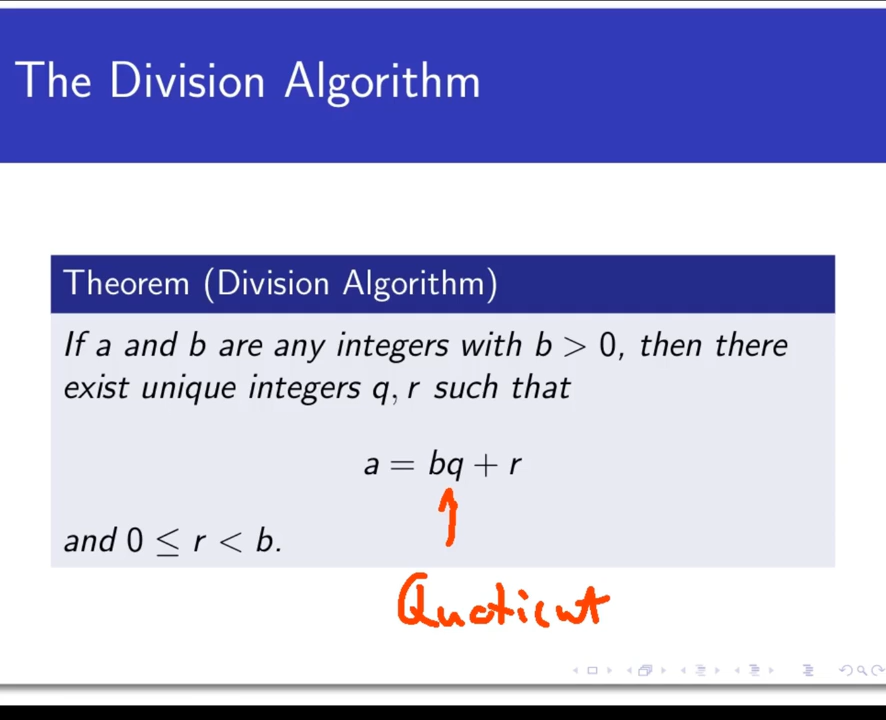 The Division Algorithm
Theorem (Division Algorithm)
If a and b are any integers with b > 0, then there
exist unique integers q, r such that
a = bq + r
and 0 ≤ r < b.
Quotient